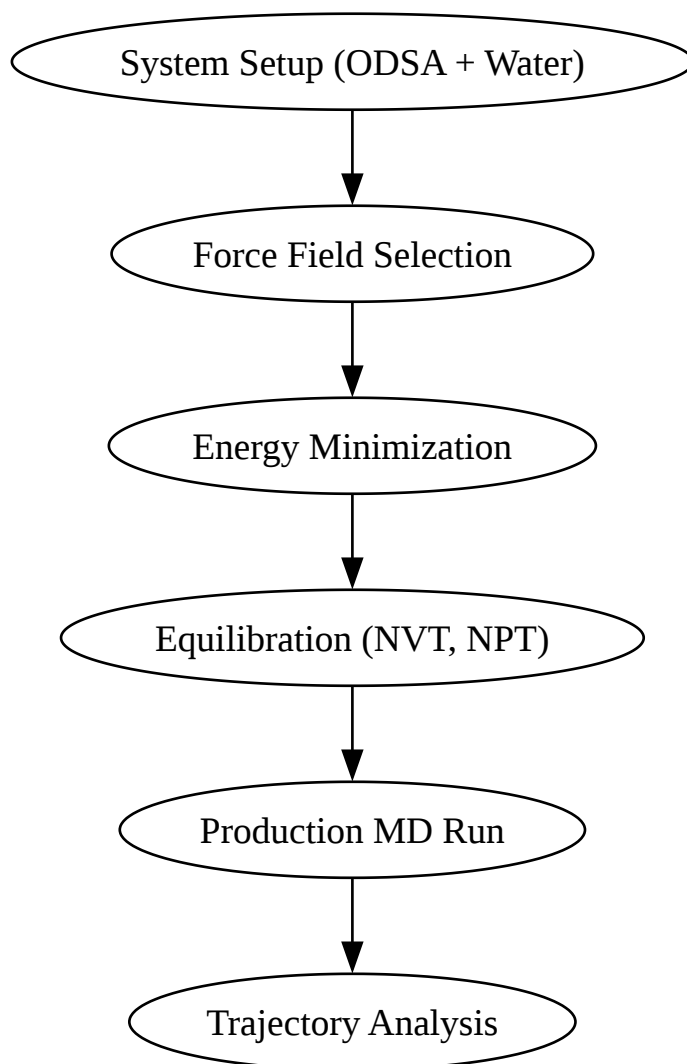 System Setup (ODSA + Water)
Force Field Selection
Energy Minimization
Equilibration (NVT, NPT)
Production MD Run
Trajectory Analysis